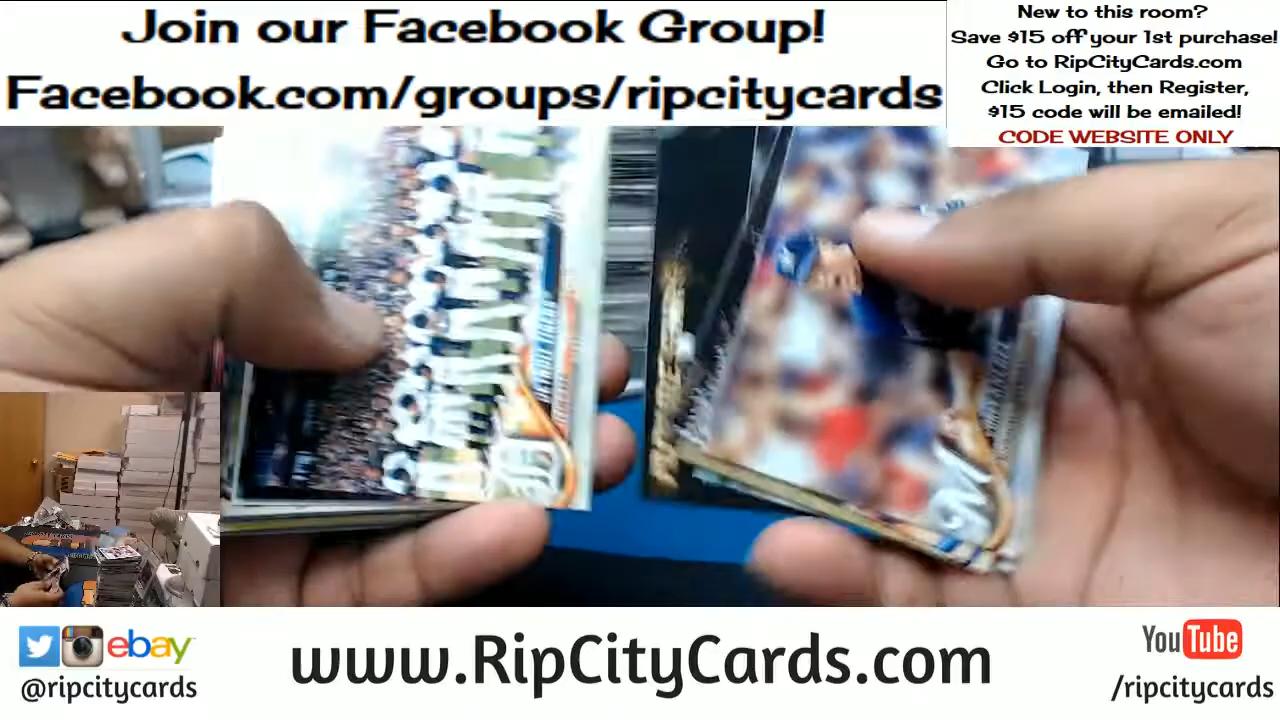 Join our Facebook Group!
Facebook.com/groups/ripcitycards
New to this room?
Save $15 off your 1st purchase!
Go to RipCityCards.com
Click Login, then Register,
$15 code will be emailed!
CODE WEBSITE ONLY
ebay
@ripcitycards
www.RipCityCards.com
YouTube
/ripcitycards